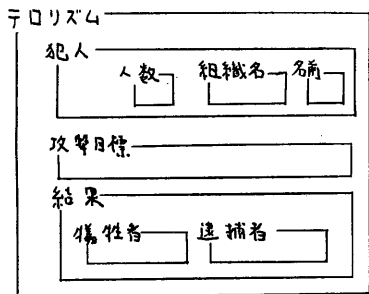 テロリズム
犯人
人数 組織名 名前
攻撃目標
結果
犠牲者 逮捕者